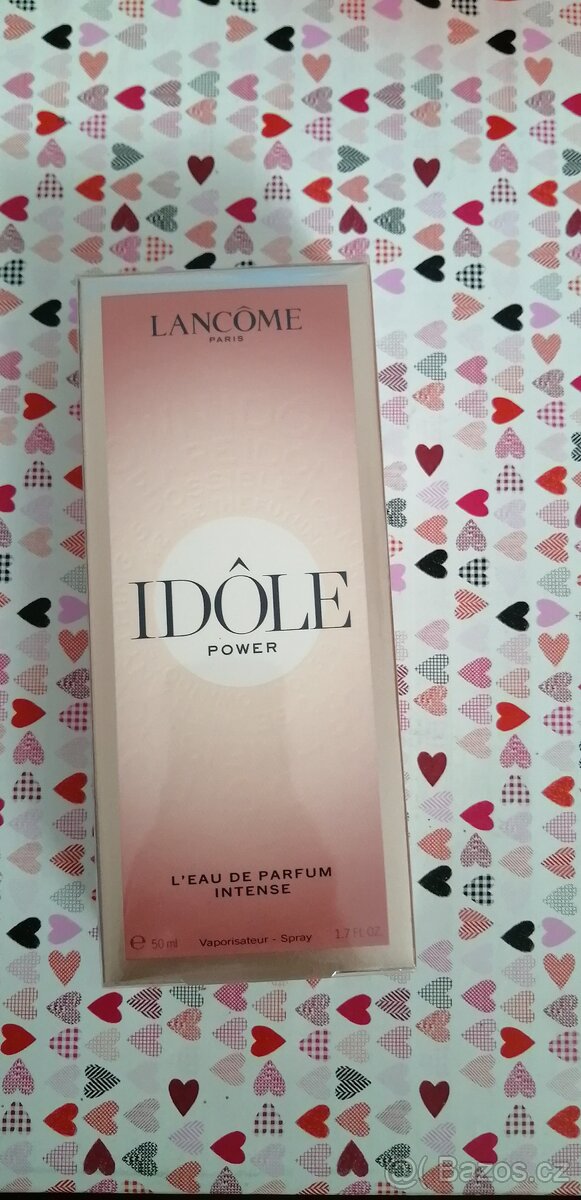 LANCÔME
PARIS
IDÔLE
POWER
L'EAU DE PARFUM
INTENSE
e 50 ml Vaporisateur - Spray 1.7 FL OZ
Bazos.cz